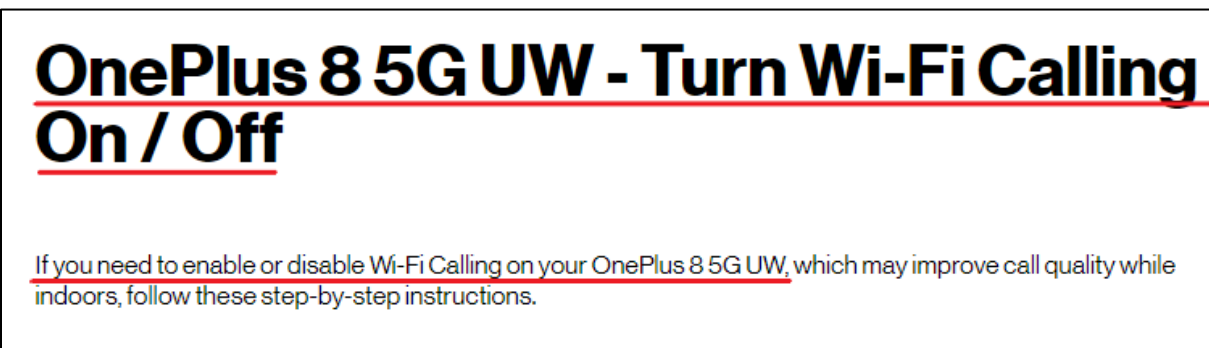 OnePlus 8 5G UW - Turn Wi-Fi Calling
On / Off
If you need to enable or disable Wi-Fi Calling on your OnePlus 8 5G UW, which may improve call quality while
indoors, follow these step-by-step instructions.